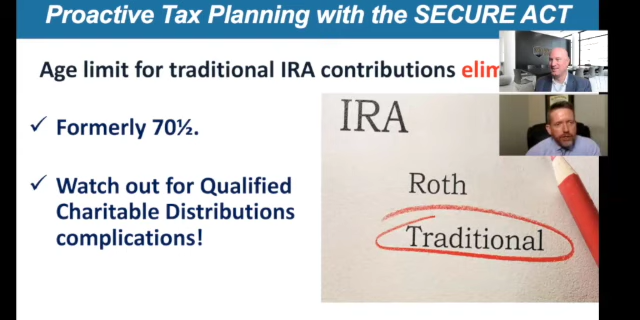 Proactive Tax Planning with the SECURE ACT
Age limit for traditional IRA contributions elim
✓ Formerly 70½.
✓ Watch out for Qualified
Charitable Distributions
complications!
IRA
Roth
Traditional